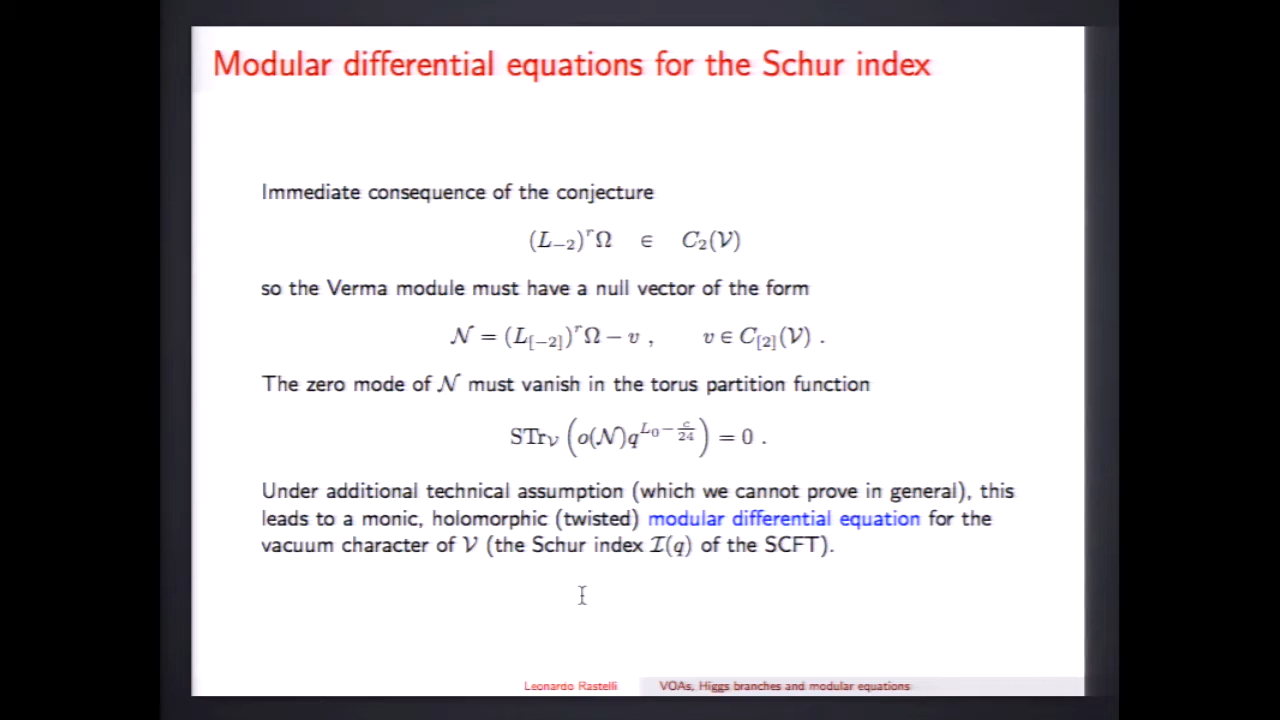 Modular differential equations for the Schur index
Immediate consequence of the conjecture
(L₋₂)ʳΩ ∈ C₂(𝒱)
so the Verma module must have a null vector of the form
𝒩 = (L₍[₋₂]₎)ʳΩ − v , v ∈ C_{[2]}(𝒱) .
The zero mode of 𝒩 must vanish in the torus partition function
STr_𝒱 (o(𝒩)q^{L₀−c/24}) = 0 .
Under additional technical assumption (which we cannot prove in general), this
leads to a monic, holomorphic (twisted) modular differential equation for the
vacuum character of 𝒱 (the Schur index ℐ(q) of the SCFT).
Leonardo Rastelli VOAs, Higgs branches and modular equations